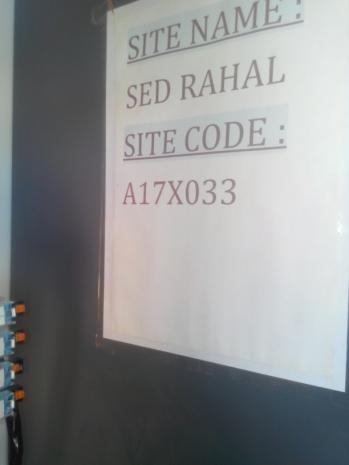 SITE NAME :
SED RAHAL
SITE CODE :
A17X033